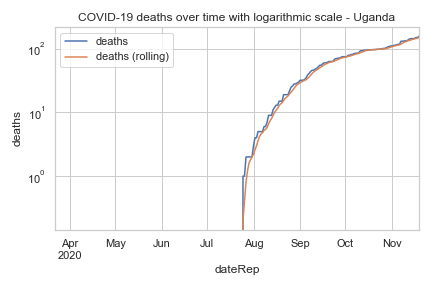 COVID-19 deaths over time with logarithmic scale - Uganda
deaths
deaths (rolling)
10²
10¹
10⁰
deaths
Apr
2020
May
Jun
Jul
Aug
Sep
Oct
Nov
dateRep